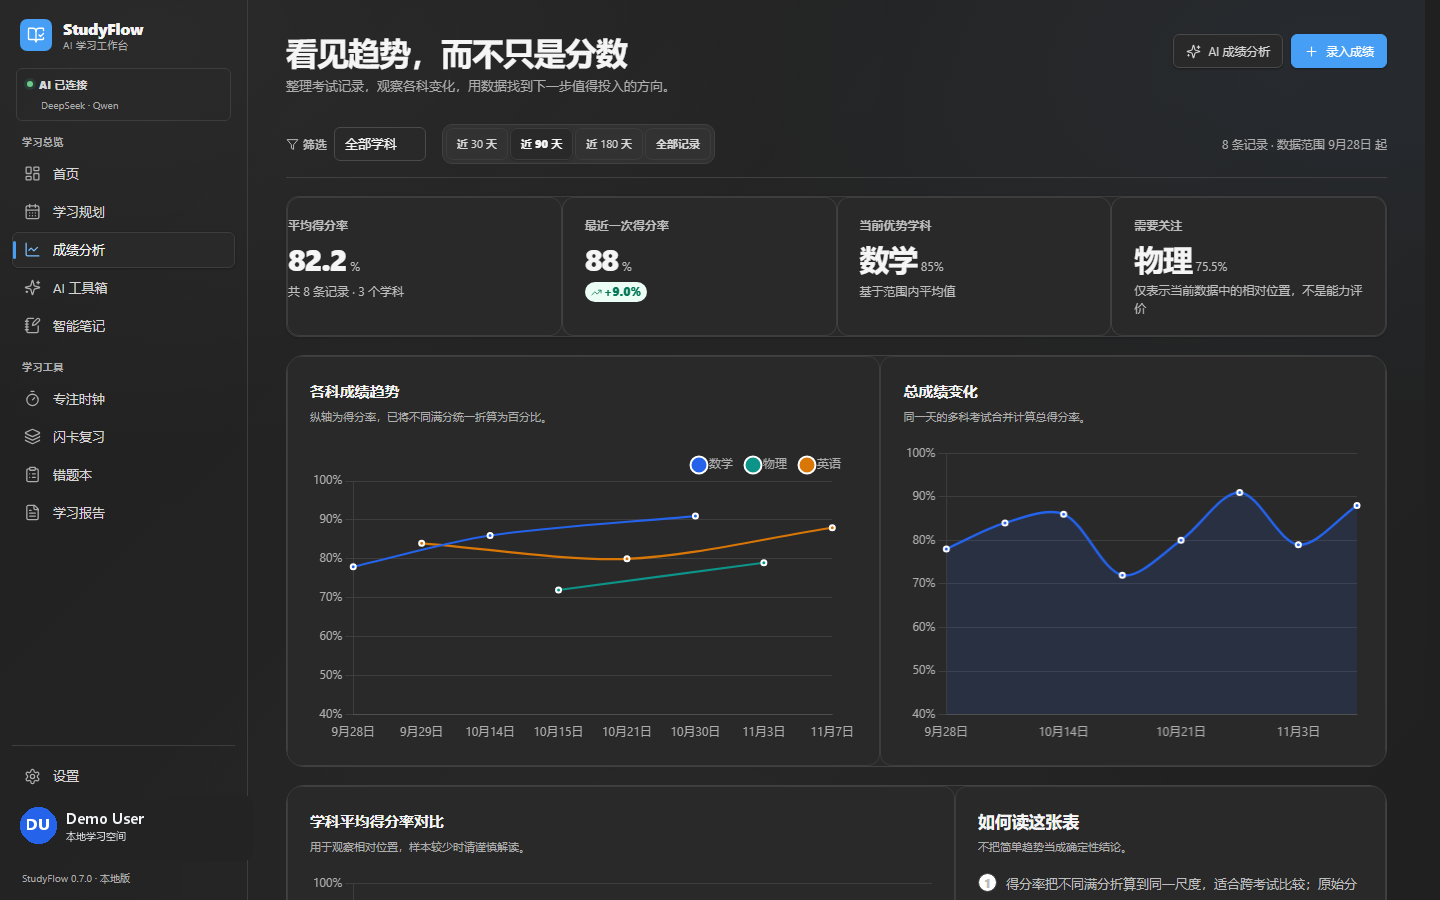 StudyFlow
AI 学习工作台
AI 已连接
DeepSeek · Qwen
学习总览
首页
学习规划
成绩分析
AI 工具箱
智能笔记
学习工具
专注时钟
闪卡复习
错题本
学习报告
设置
DU
Demo User
本地学习空间
StudyFlow 0.7.0 · 本地版
看见趋势，而不只是分数
整理考试记录，观察各科变化，用数据找到下一步值得投入的方向。
AI 成绩分析
录入成绩
筛选
全部学科
近 30 天
近 90 天
近 180 天
全部记录
8 条记录 · 数据范围 9月28日 起
平均得分率
82.2 %
共 8 条记录 · 3 个学科
最近一次得分率
88 %
+9.0%
当前优势学科
数学 85%
基于范围内平均值
需要关注
物理 75.5%
仅表示当前数据中的相对位置，不是能力评
价
各科成绩趋势
纵轴为得分率，已将不同满分统一折算为百分比。
数学
物理
英语
100%
90%
80%
70%
60%
50%
40%
9月28日
9月29日
10月14日
10月15日
10月21日
10月30日
11月3日
11月7日
总成绩变化
同一天的多科考试合并计算总得分率。
100%
90%
80%
70%
60%
50%
40%
9月28日
10月14日
10月21日
11月3日
学科平均得分率对比
用于观察相对位置，样本较少时请谨慎解读。
100%
如何读这张表
不把简单趋势当成确定性结论。
1
得分率把不同满分折算到同一尺度，适合跨考试比较；原始分